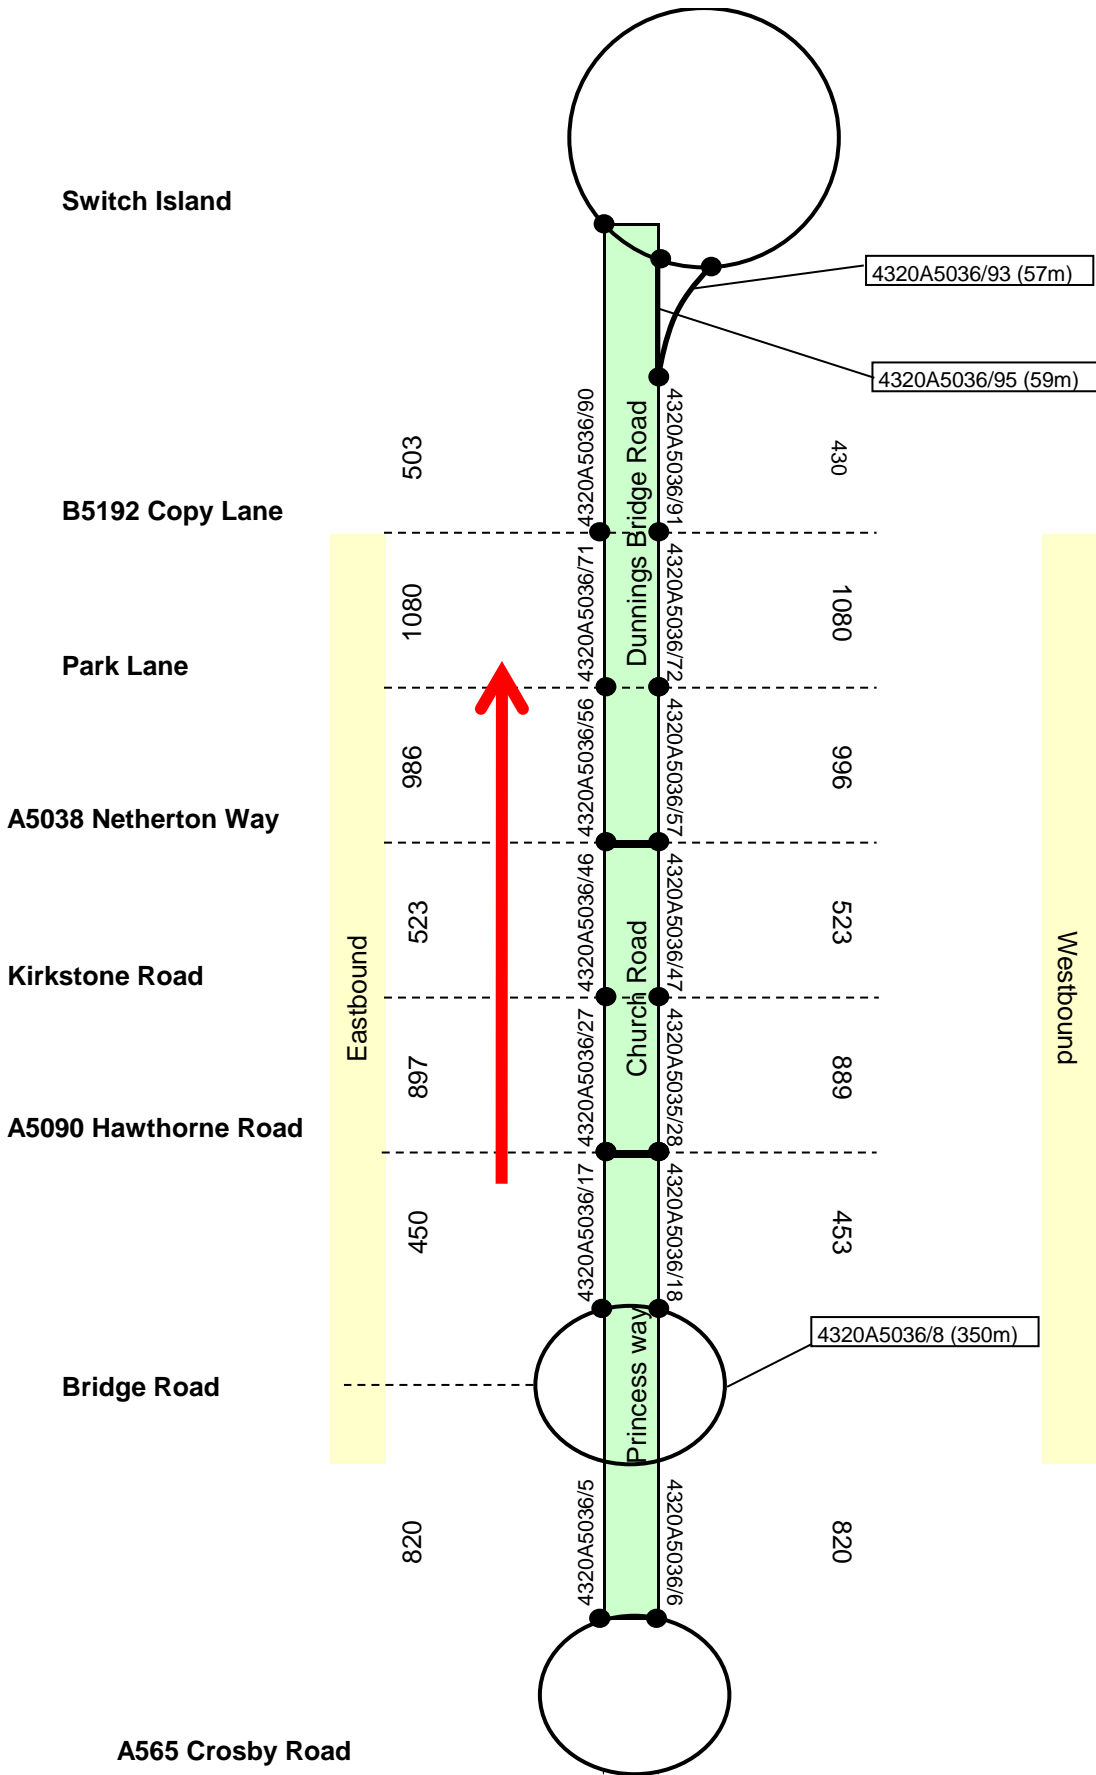 Switch Island
4320A5036/93 (57m)
4320A5036/95 (59m)
503
4320A5036/90
Dunnings Bridge Road
4320A5036/91
430
B5192 Copy Lane
1080
4320A5036/71
4320A5036/72
1080
Park Lane
986
4320A5036/56
4320A5036/57
996
A5038 Netherton Way
523
4320A5036/46
Church Road
4320A5036/47
523
Eastbound
Westbound
Kirkstone Road
897
4320A5036/27
4320A5035/28
889
A5090 Hawthorne Road
450
4320A5036/17
4320A5036/18
453
4320A5036/8 (350m)
Bridge Road
Princess way
820
4320A5036/5
4320A5036/6
820
A565 Crosby Road